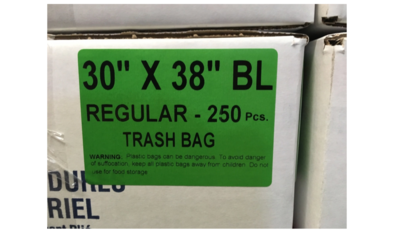 30" X 38" BL
REGULAR - 250 Pcs.
TRASH BAG
WARNING: Plastic bags can be dangerous. To avoid danger
of suffocation, keep all plastic bags away from children. Do not
use for food storage.
RIEL